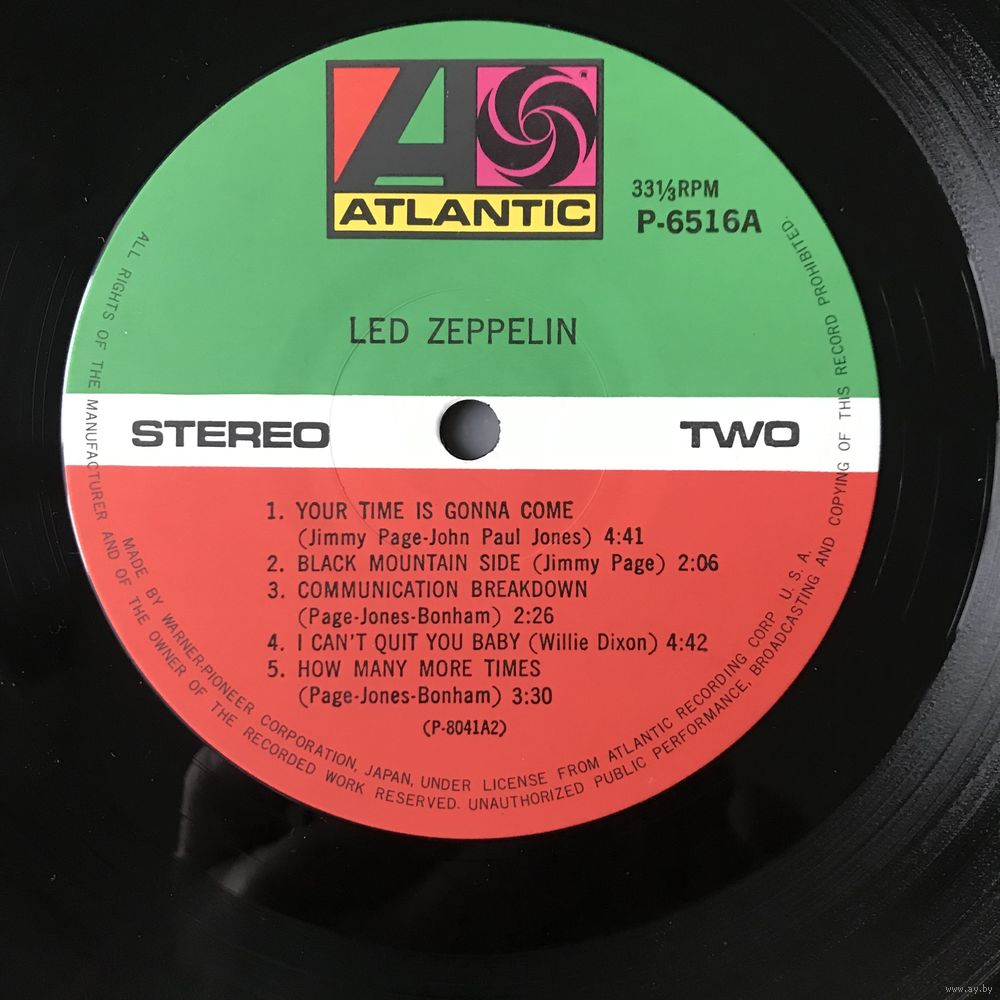 ®
ATLANTIC
33⅓RPM
P-6516A
LED ZEPPELIN
STEREO
TWO
1. YOUR TIME IS GONNA COME
(Jimmy Page-John Paul Jones) 4:41
2. BLACK MOUNTAIN SIDE (Jimmy Page) 2:06
3. COMMUNICATION BREAKDOWN
(Page-Jones-Bonham) 2:26
4. I CAN'T QUIT YOU BABY (Willie Dixon) 4:42
5. HOW MANY MORE TIMES
(Page-Jones-Bonham) 3:30
(P-8041A2)
MADE BY WARNER-PIONEER CORPORATION, JAPAN, UNDER LICENSE FROM ATLANTIC RECORDING CORP. U. S. A.
ALL RIGHTS OF THE MANUFACTURER AND OF THE OWNER OF THE RECORDED WORK RESERVED. UNAUTHORIZED PUBLIC PERFORMANCE, BROADCASTING AND COPYING OF THIS RECORD PROHIBITED.
www.ay.by